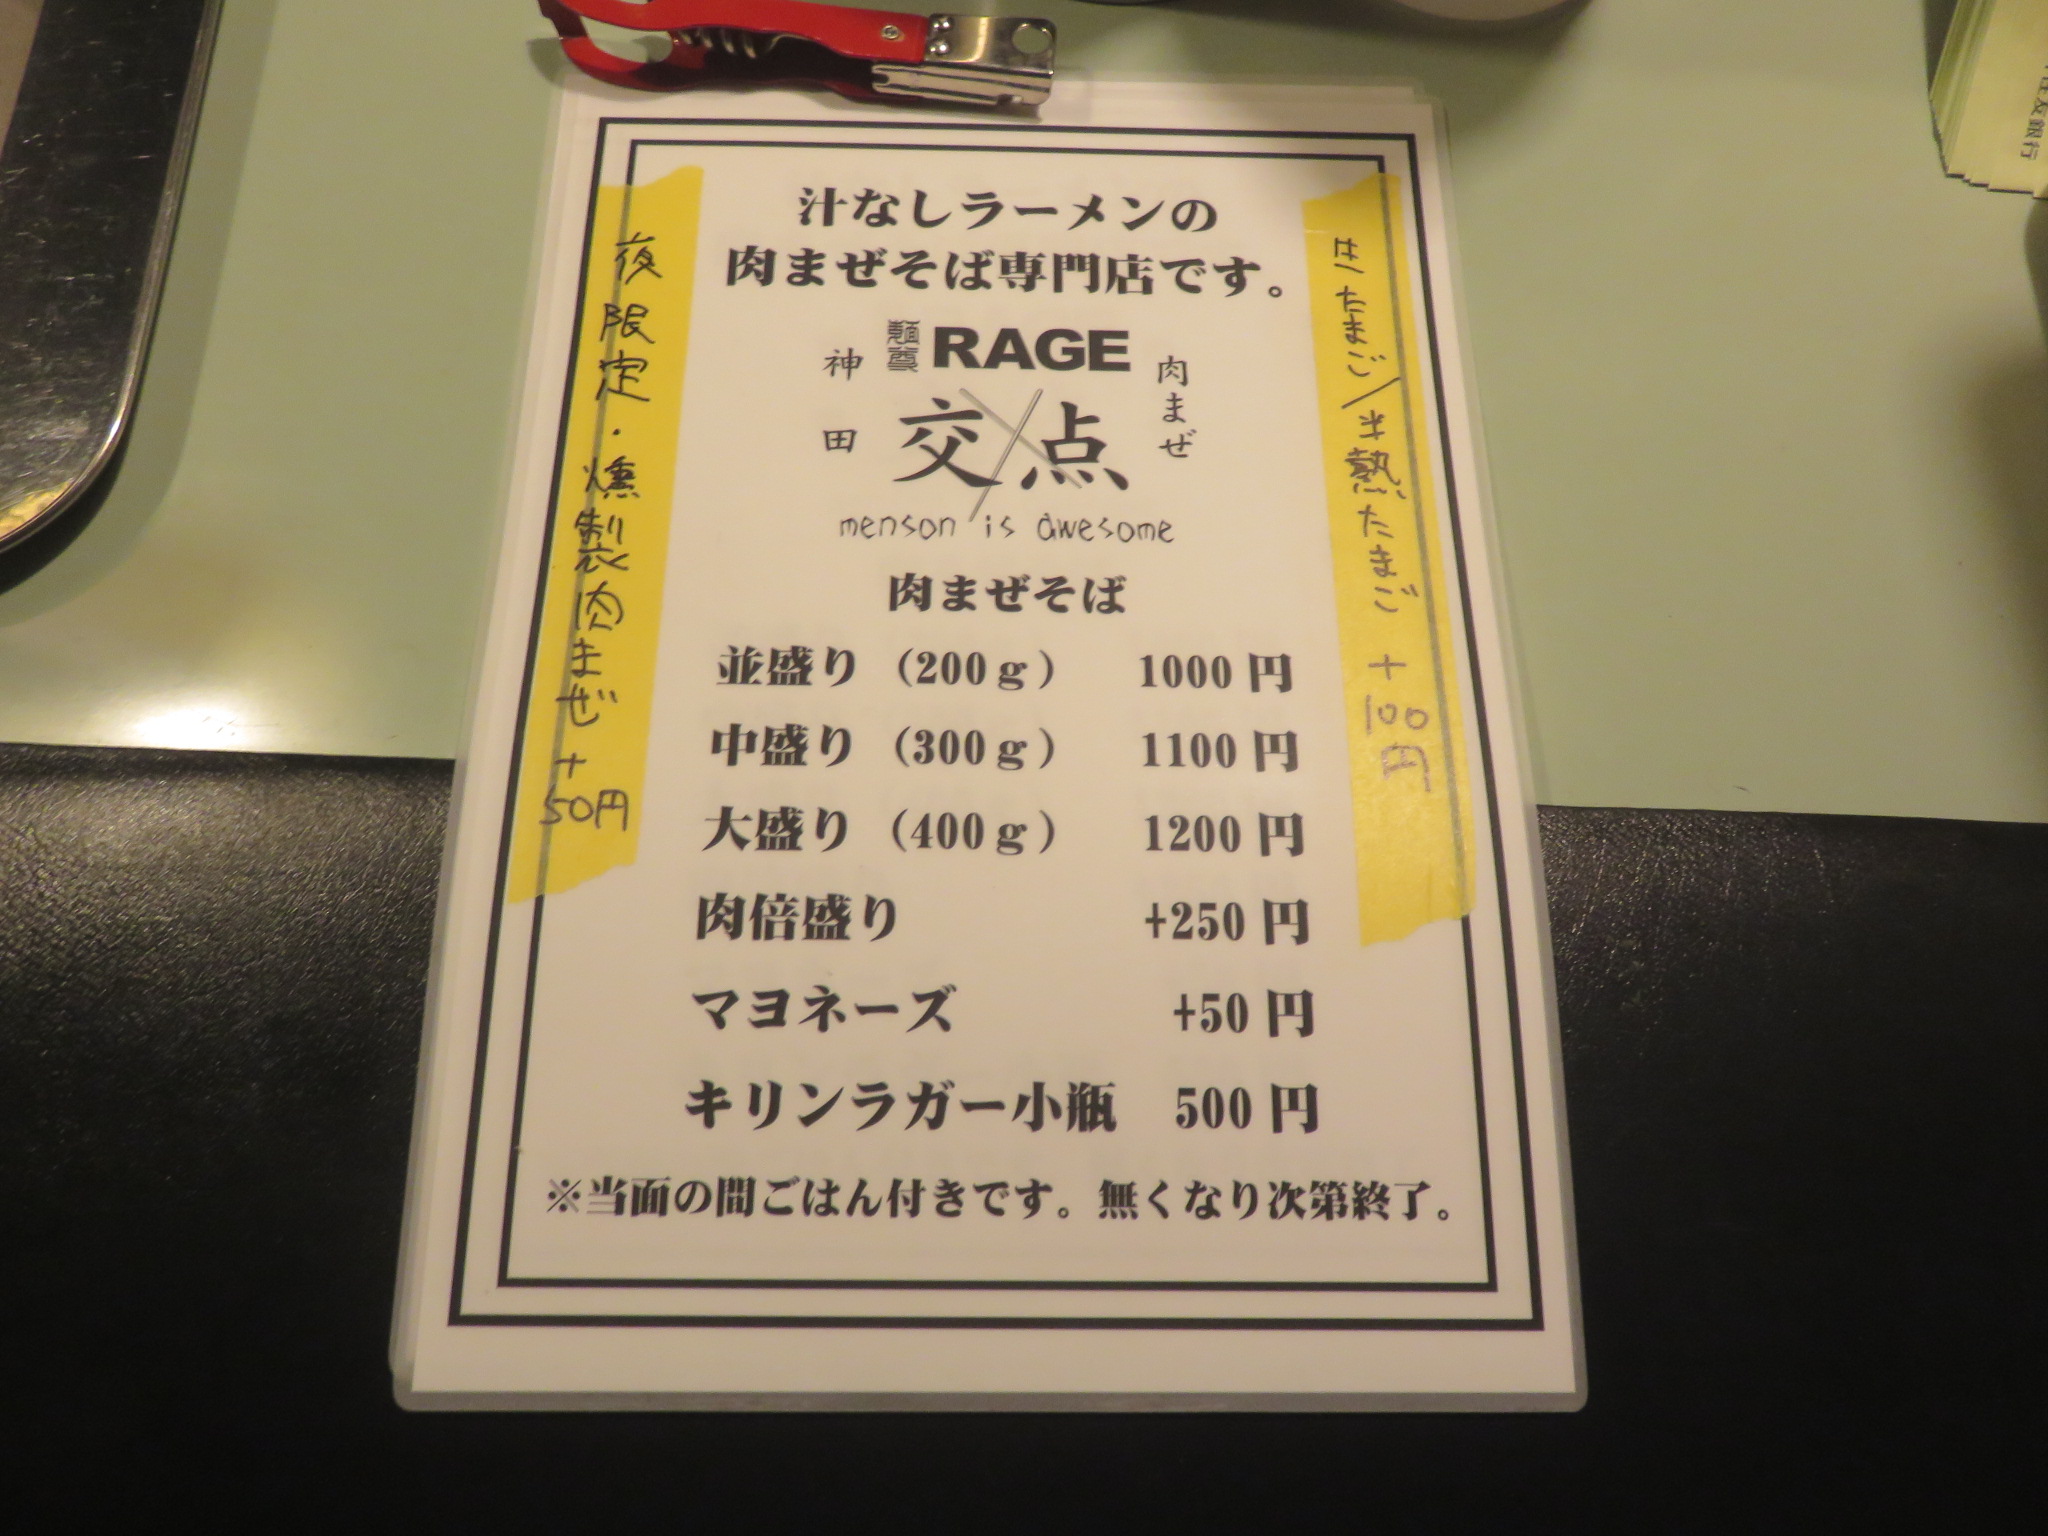 汁なしラーメンの
肉まぜそば専門店です。
麺尊 RAGE
神田
交点
肉まぜ
menson is awesome
肉まぜそば
並盛り (200g) 1000円
中盛り (300g) 1100円
大盛り (400g) 1200円
肉倍盛り +250円
マヨネーズ +50円
キリンラガー小瓶 500円
※当面の間ごはん付きです。無くなり次第終了。
夜限定・燻製肉まぜ+50円
生たまご/半熟たまご +100円
住友銀行